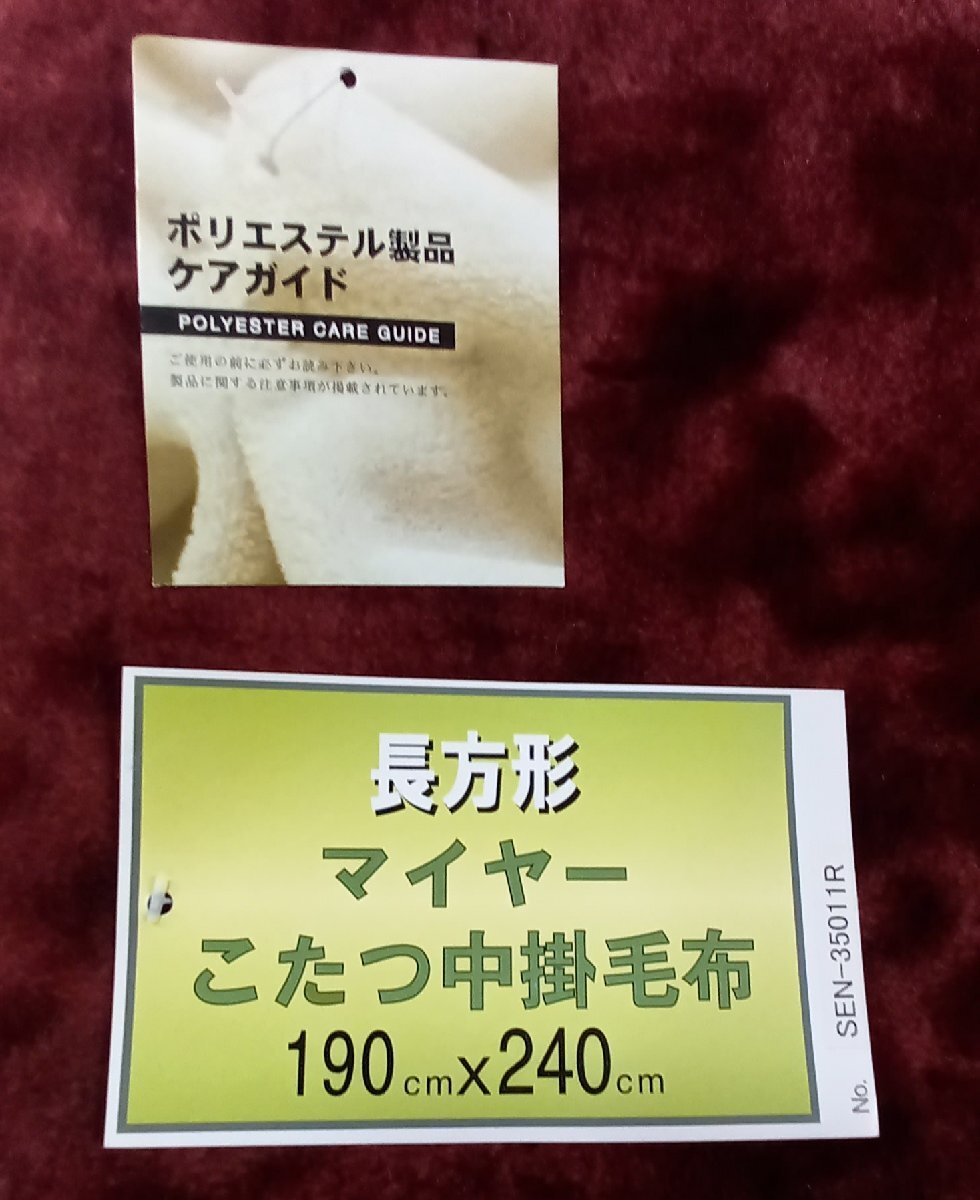 ポリエステル製品
ケアガイド
POLYESTER CARE GUIDE
ご使用の前に必ずお読み下さい。
製品に関する注意事項が掲載されています。
長方形
マイヤー
こたつ中掛毛布
190cmx240cm
No. SEN-35011R